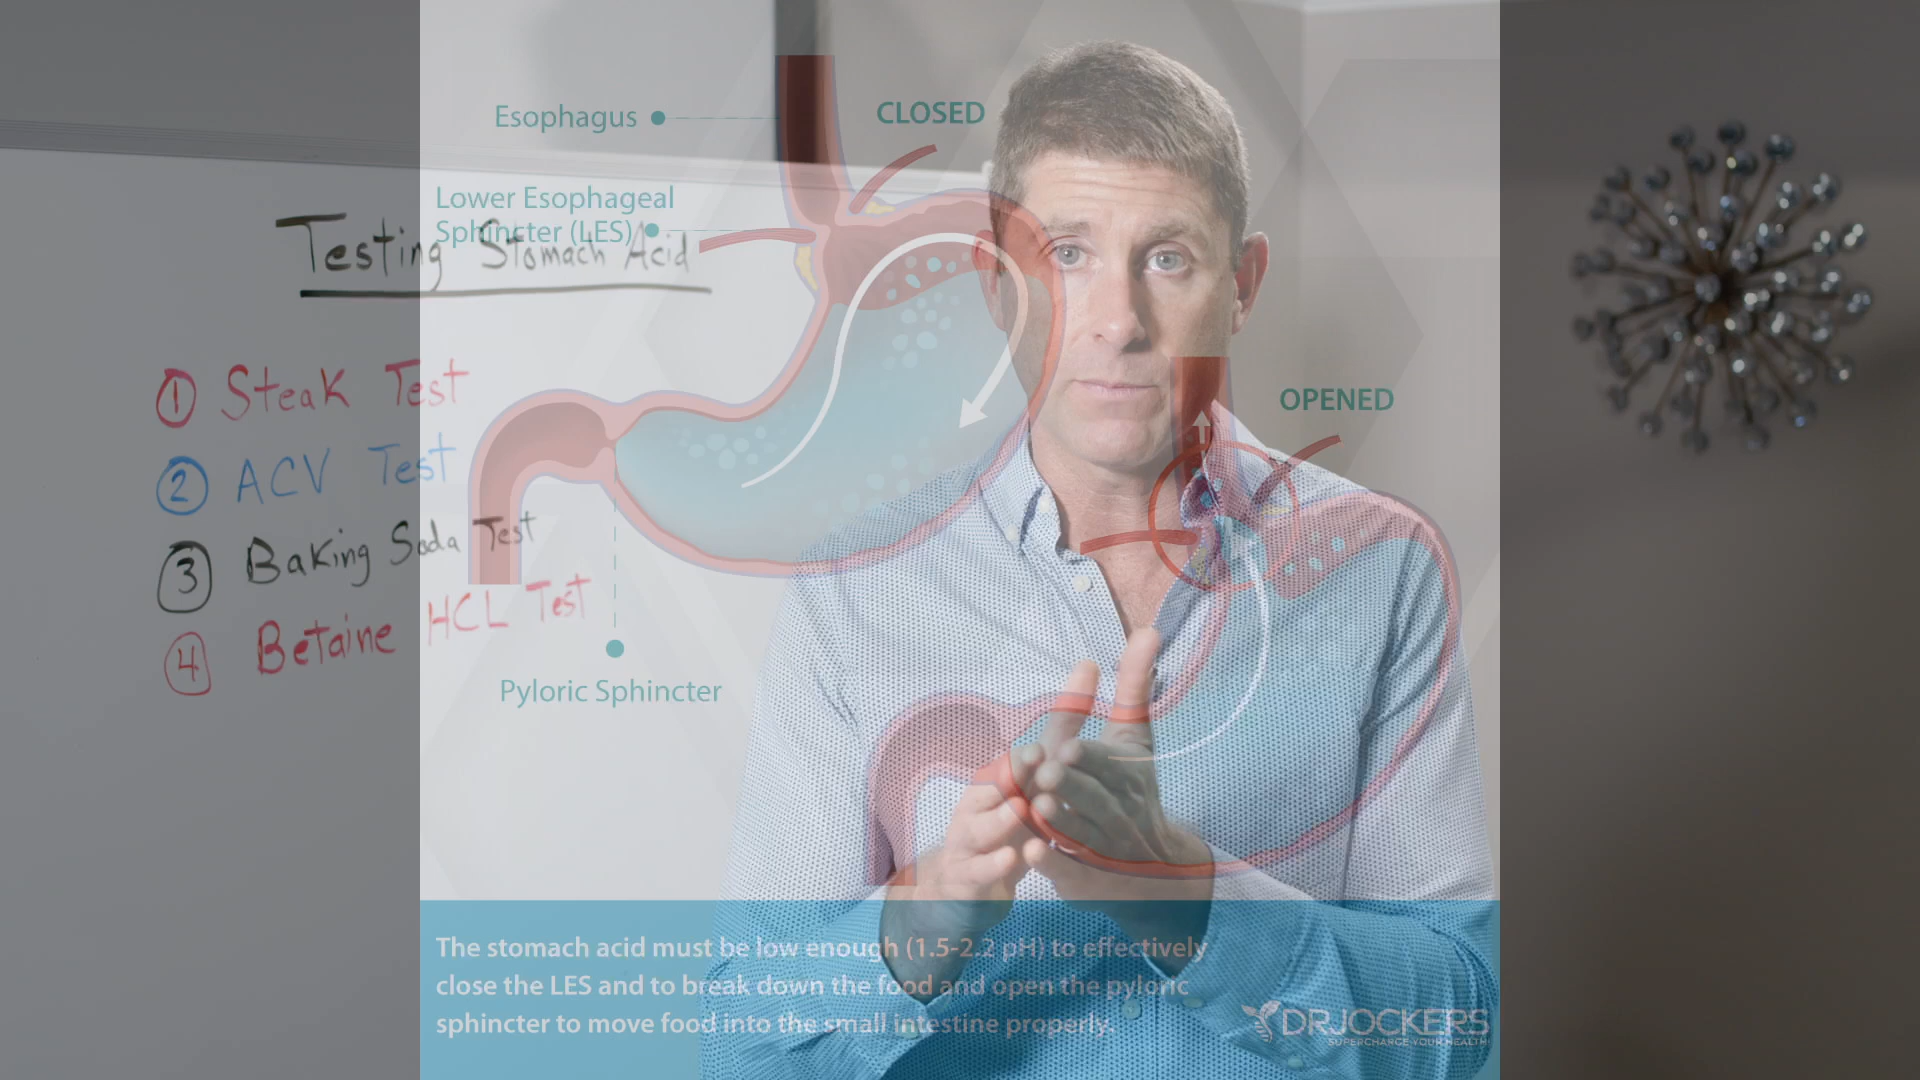 Testing Stomach Acid
① Steak Test
② ACV Test
③ Baking Soda Test
④ Betaine HCL Test
Esophagus
CLOSED
Lower Esophageal
Sphincter (LES)
OPENED
Pyloric Sphincter
The stomach acid must be low enough (1.5-2.2 pH) to effectively
close the LES and to break down the food and open the pyloric
sphincter to move food into the small intestine properly.
DRJOCKERS
SUPERCHARGE YOUR HEALTH!